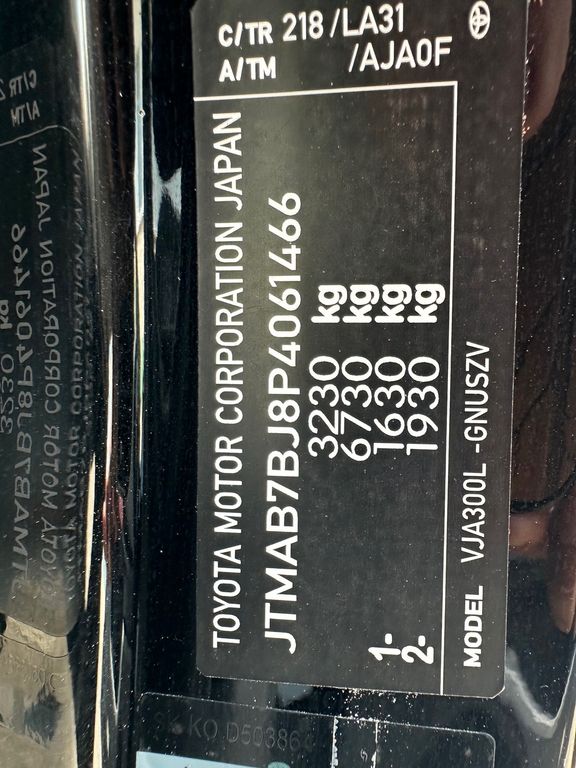 TOYOTA MOTOR CORPORATION JAPAN
JTMAB7BJ8P4061466
3230 kg
6730 kg
1- 1630 kg
2- 1930 kg
MODEL VJA300L -GNUSZV
C/TR 218 /LA31
A/TM /AJA0F